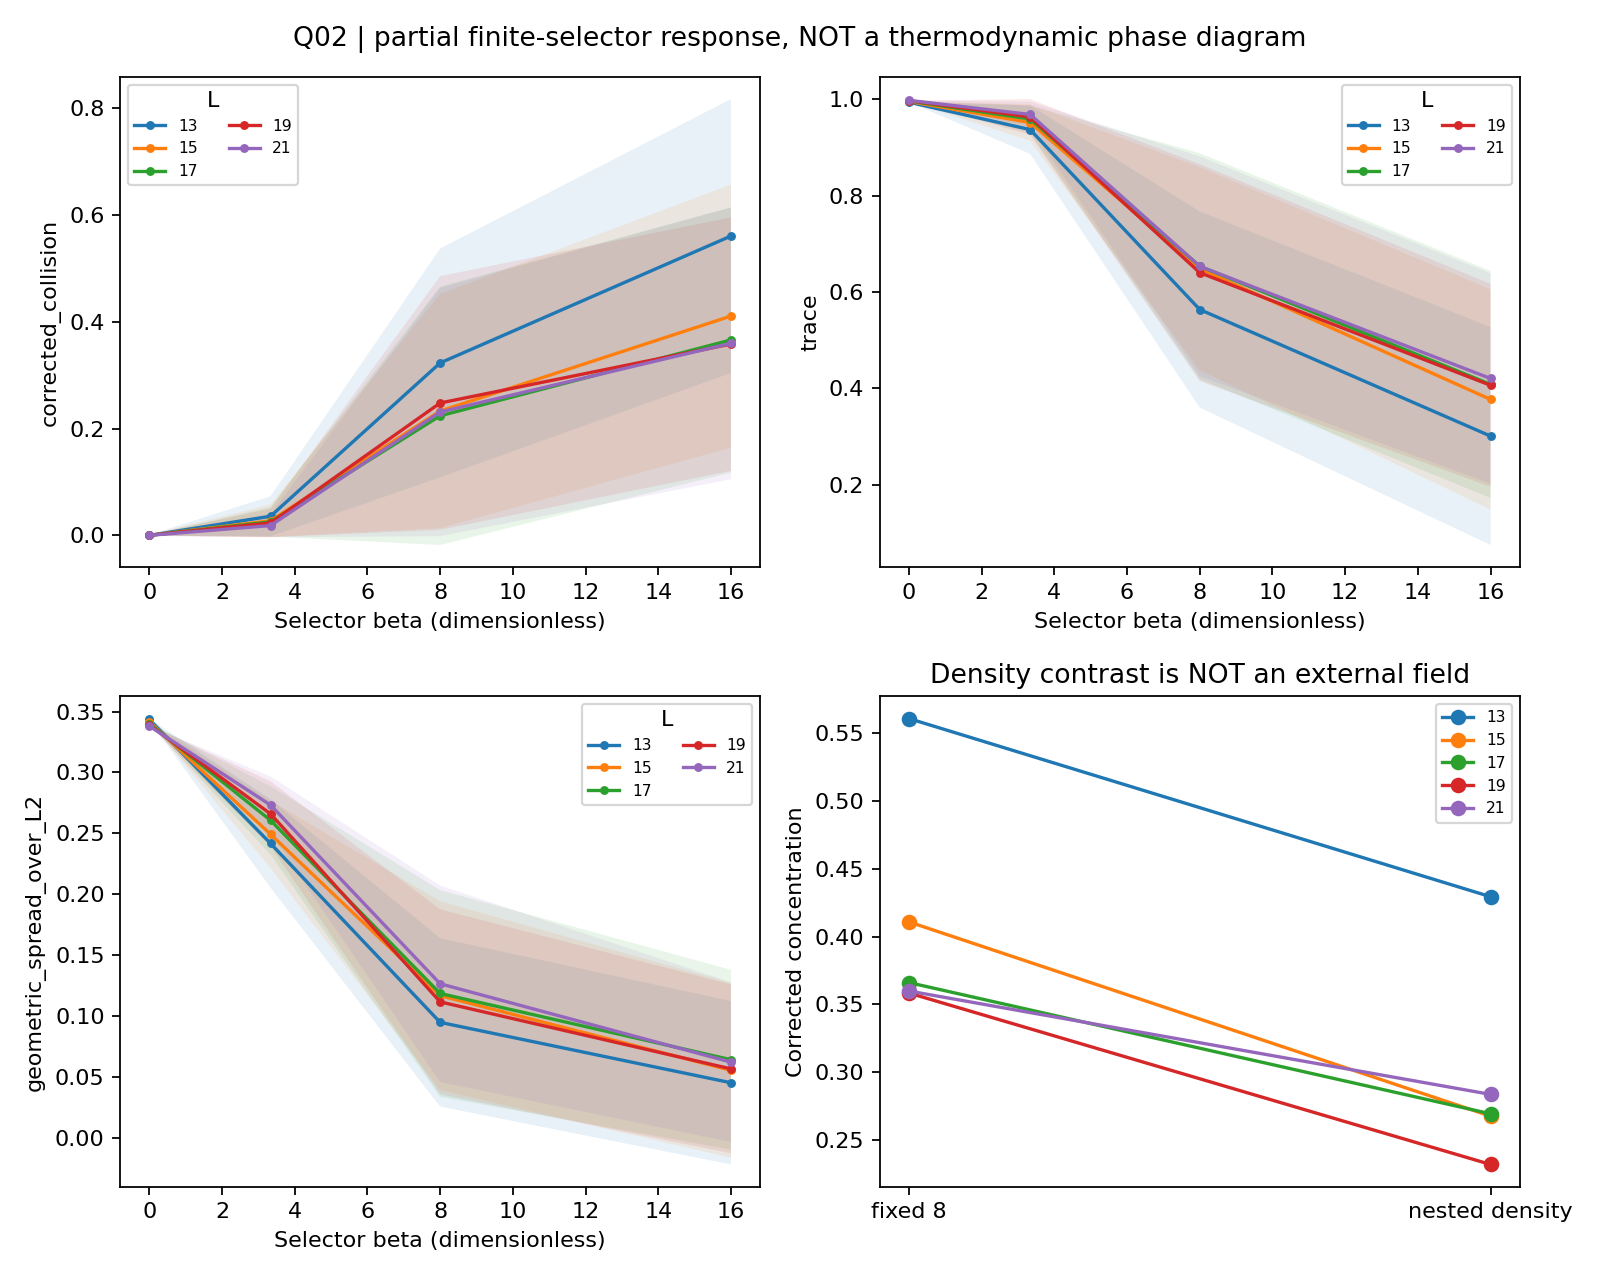 Q02 | partial finite-selector response, NOT a thermodynamic phase diagram
L
13 19
15 21
17
0.8
0.6
0.4
0.2
0.0
corrected_collision
0 2 4 6 8 10 12 14 16
Selector beta (dimensionless)
L
13 19
15 21
17
1.0
0.8
0.6
0.4
0.2
trace
0 2 4 6 8 10 12 14 16
Selector beta (dimensionless)
L
13 19
15 21
17
0.35
0.30
0.25
0.20
0.15
0.10
0.05
0.00
geometric_spread_over_L2
0 2 4 6 8 10 12 14 16
Selector beta (dimensionless)
Density contrast is NOT an external field
13
15
17
19
21
0.55
0.50
0.45
0.40
0.35
0.30
0.25
Corrected concentration
fixed 8 nested density